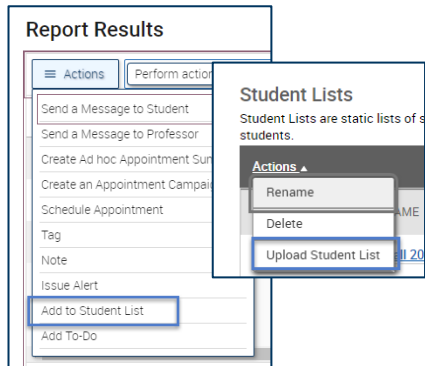 Report Results
Actions
Perform action
Send a Message to Student
Send a Message to Professor
Create Ad hoc Appointment Sum
Create an Appointment Campai
Schedule Appointment
Tag
Note
Issue Alert
Add to Student List
Add To-Do
Student Lists
Student Lists are static lists of s
students.
Actions
Rename
AME
Delete
Upload Student List
ll 20